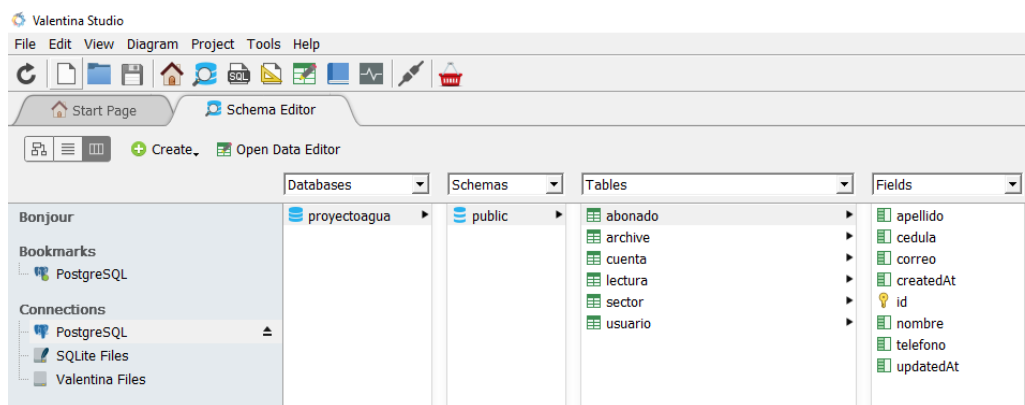 Valentina Studio
File Edit View Diagram Project Tools Help
SQL
Start Page Schema Editor
Create Open Data Editor
Databases Schemas Tables Fields
Bonjour
Bookmarks
PostgreSQL
Connections
PostgreSQL
SQLite Files
Valentina Files
proyectoagua
public
abonado
archive
cuenta
lectura
sector
usuario
apellido
cedula
correo
createdAt
id
nombre
telefono
updatedAt